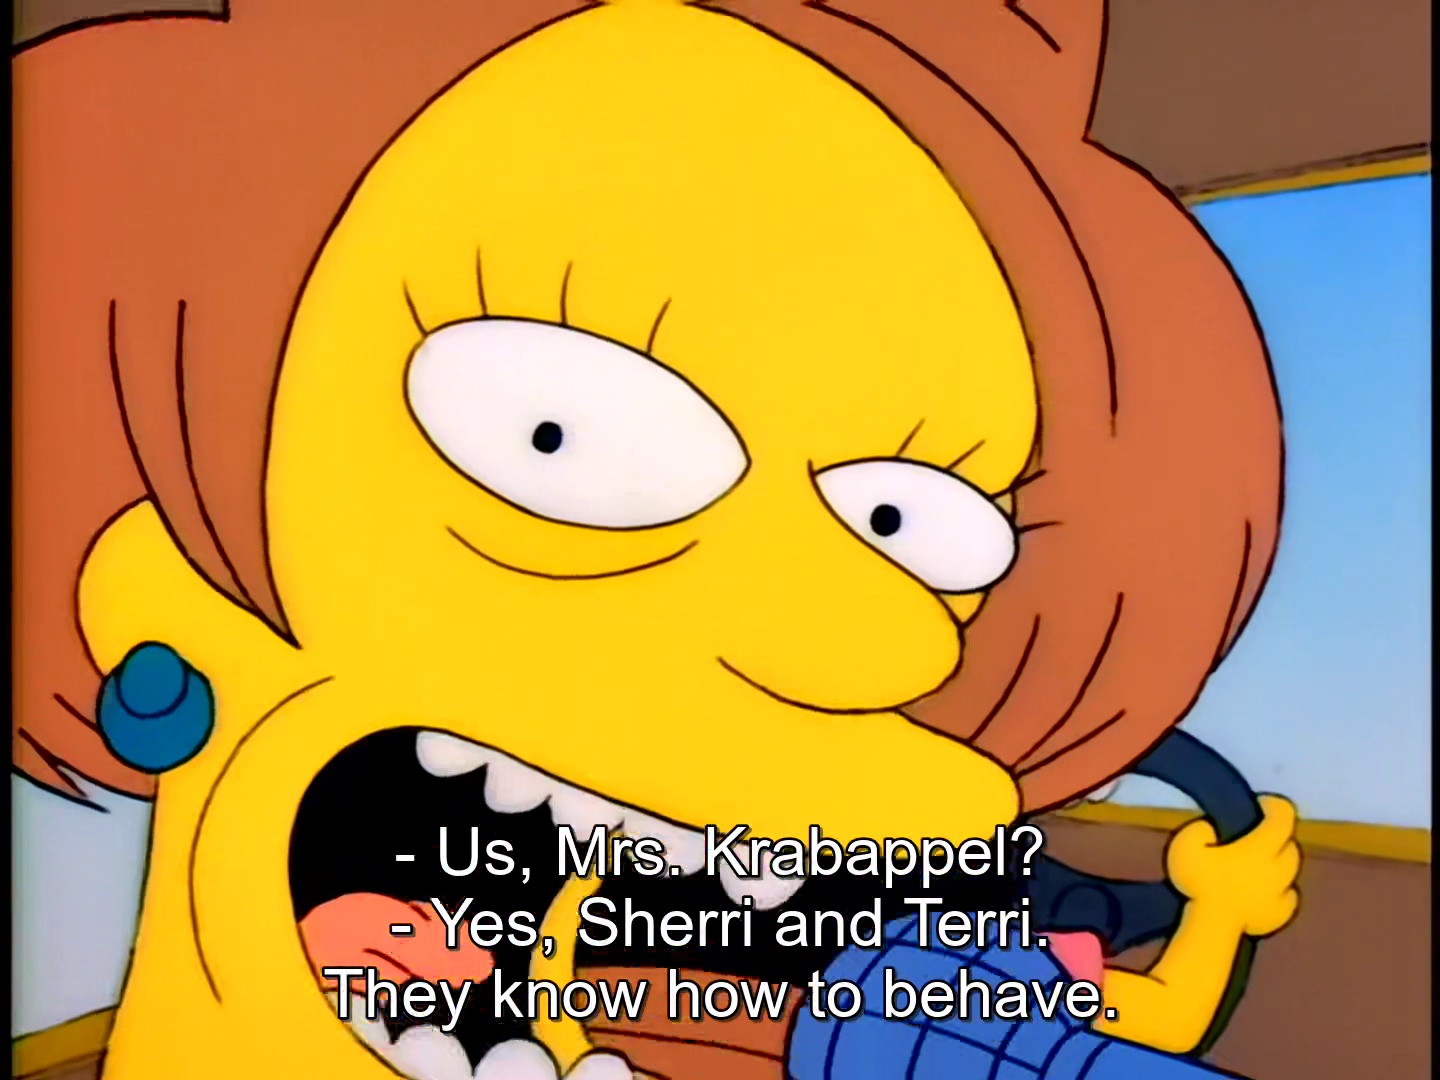 - Us, Mrs. Krabappel?
- Yes, Sherri and Terri.
They know how to behave.